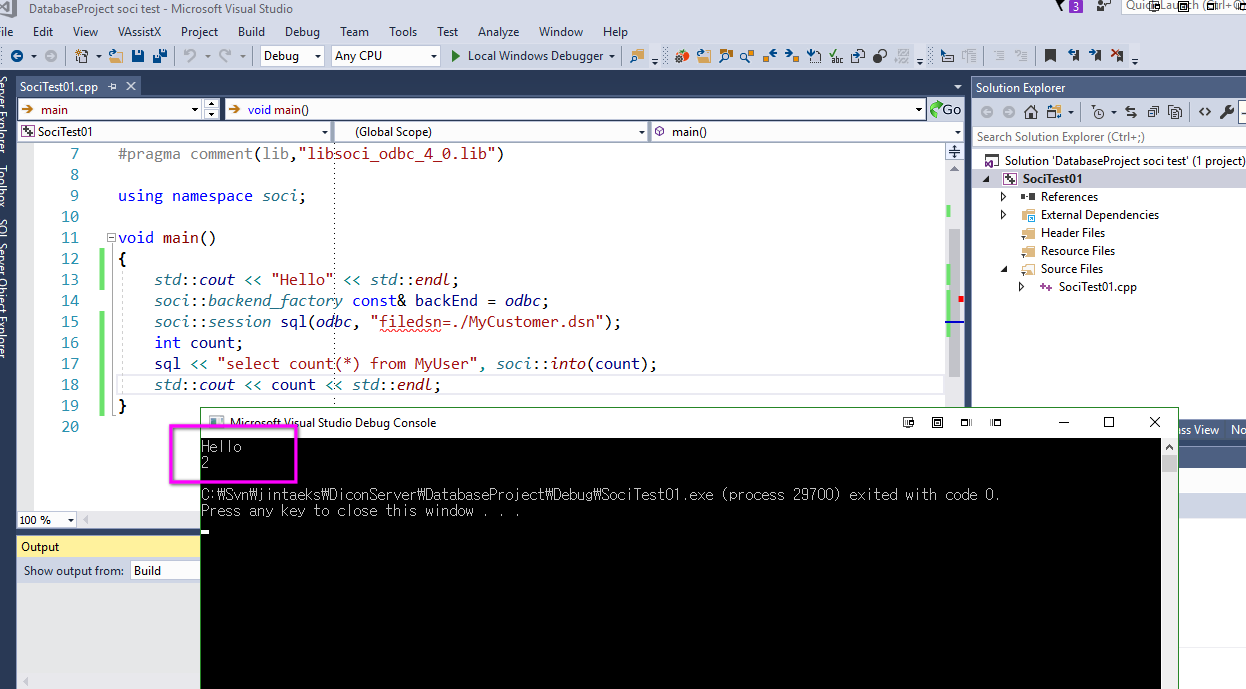 DatabaseProject soci test - Microsoft Visual Studio
3
File Edit View VAssistX Project Build Debug Team Tools Test Analyze Window Help
Debug Any CPU Local Windows Debugger
SociTest01.cpp
main void main() Go
SociTest01 (Global Scope) main()
7 #pragma comment(lib,"libsoci_odbc_4_0.lib")
8
9 using namespace soci;
10
11 void main()
12 {
13 std::cout << "Hello" << std::endl;
14 soci::backend_factory const& backEnd = odbc;
15 soci::session sql(odbc, "filedsn=./MyCustomer.dsn");
16 int count;
17 sql << "select count(*) from MyUser", soci::into(count);
18 std::cout << count << std::endl;
19 }
20
100 %
Output
Show output from: Build
Server Explorer
Toolbox
SQL Server Object Explorer
Solution Explorer
Search Solution Explorer (Ctrl+;)
Solution 'DatabaseProject soci test' (1 project)
SociTest01
References
External Dependencies
Header Files
Resource Files
Source Files
SociTest01.cpp
Microsoft Visual Studio Debug Console
Hello
2
C:₩Svn₩jintaeks₩DiconServer₩DatabaseProject₩Debug₩SociTest01.exe (process 29700) exited with code 0.
Press any key to close this window . . .
ass View